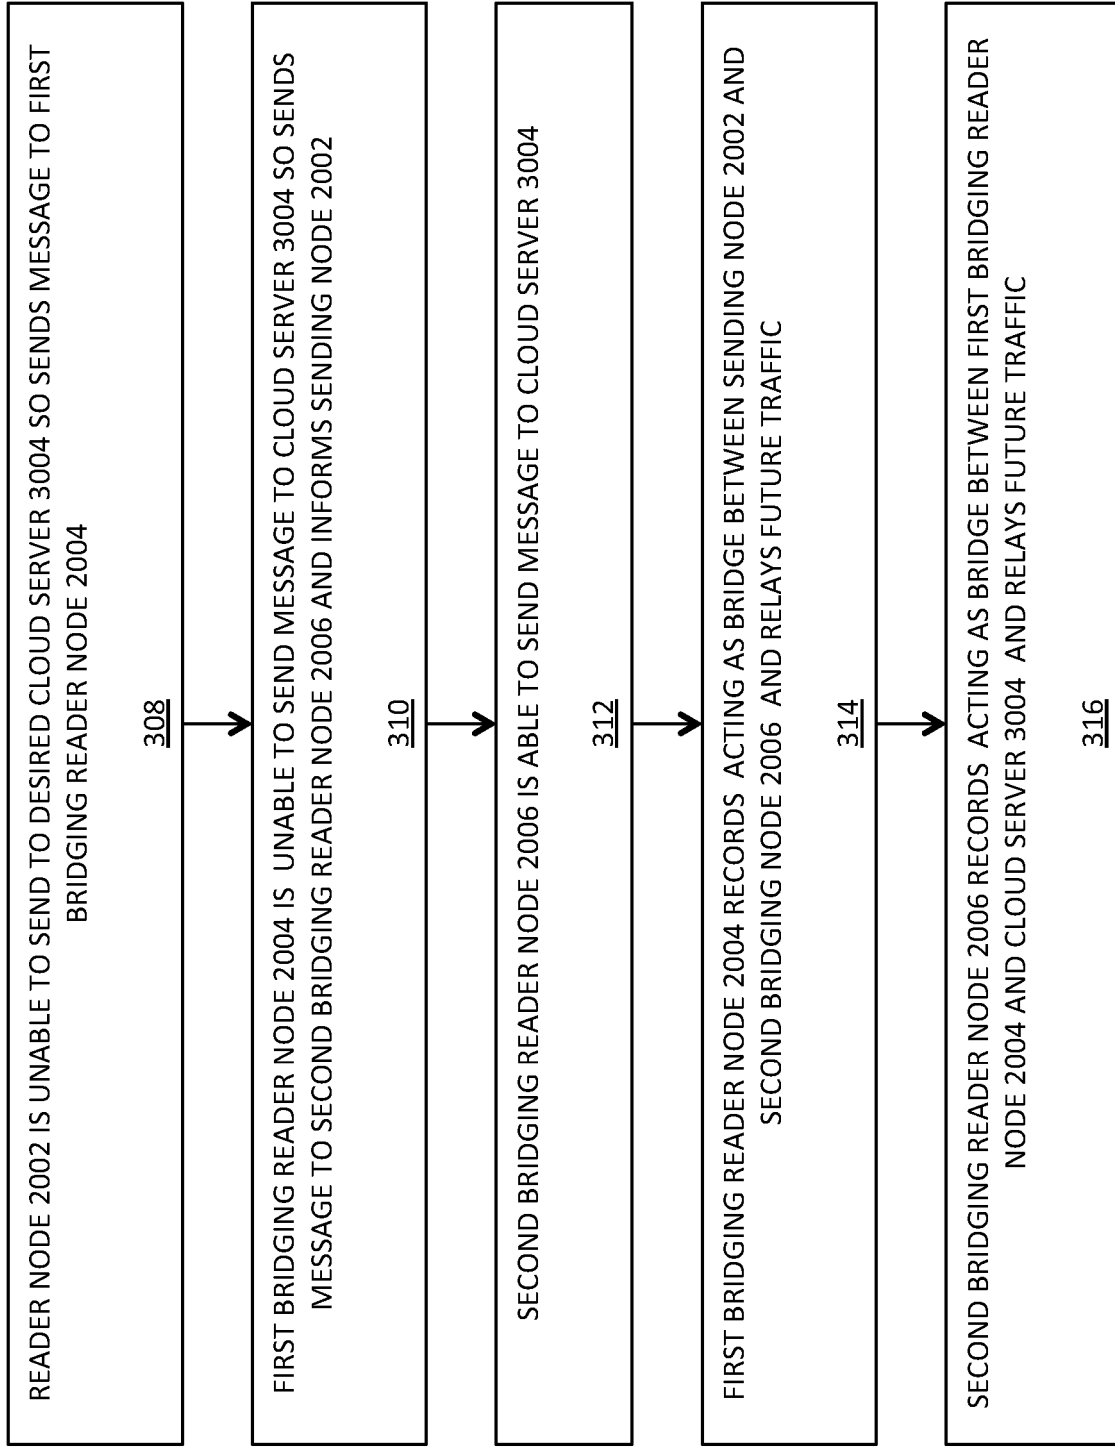 READER NODE 2002 IS UNABLE TO SEND TO DESIRED CLOUD SERVER 3004 SO SENDS MESSAGE TO FIRST
BRIDGING READER NODE 2004
308
FIRST BRIDGING READER NODE 2004 IS UNABLE TO SEND MESSAGE TO CLOUD SERVER 3004 SO SENDS
MESSAGE TO SECOND BRIDGING READER NODE 2006 AND INFORMS SENDING NODE 2002
310
SECOND BRIDGING READER NODE 2006 IS ABLE TO SEND MESSAGE TO CLOUD SERVER 3004
312
FIRST BRIDGING READER NODE 2004 RECORDS ACTING AS BRIDGE BETWEEN SENDING NODE 2002 AND
SECOND BRIDGING NODE 2006 AND RELAYS FUTURE TRAFFIC
314
SECOND BRIDGING READER NODE 2006 RECORDS ACTING AS BRIDGE BETWEEN FIRST BRIDGING READER
NODE 2004 AND CLOUD SERVER 3004 AND RELAYS FUTURE TRAFFIC
316